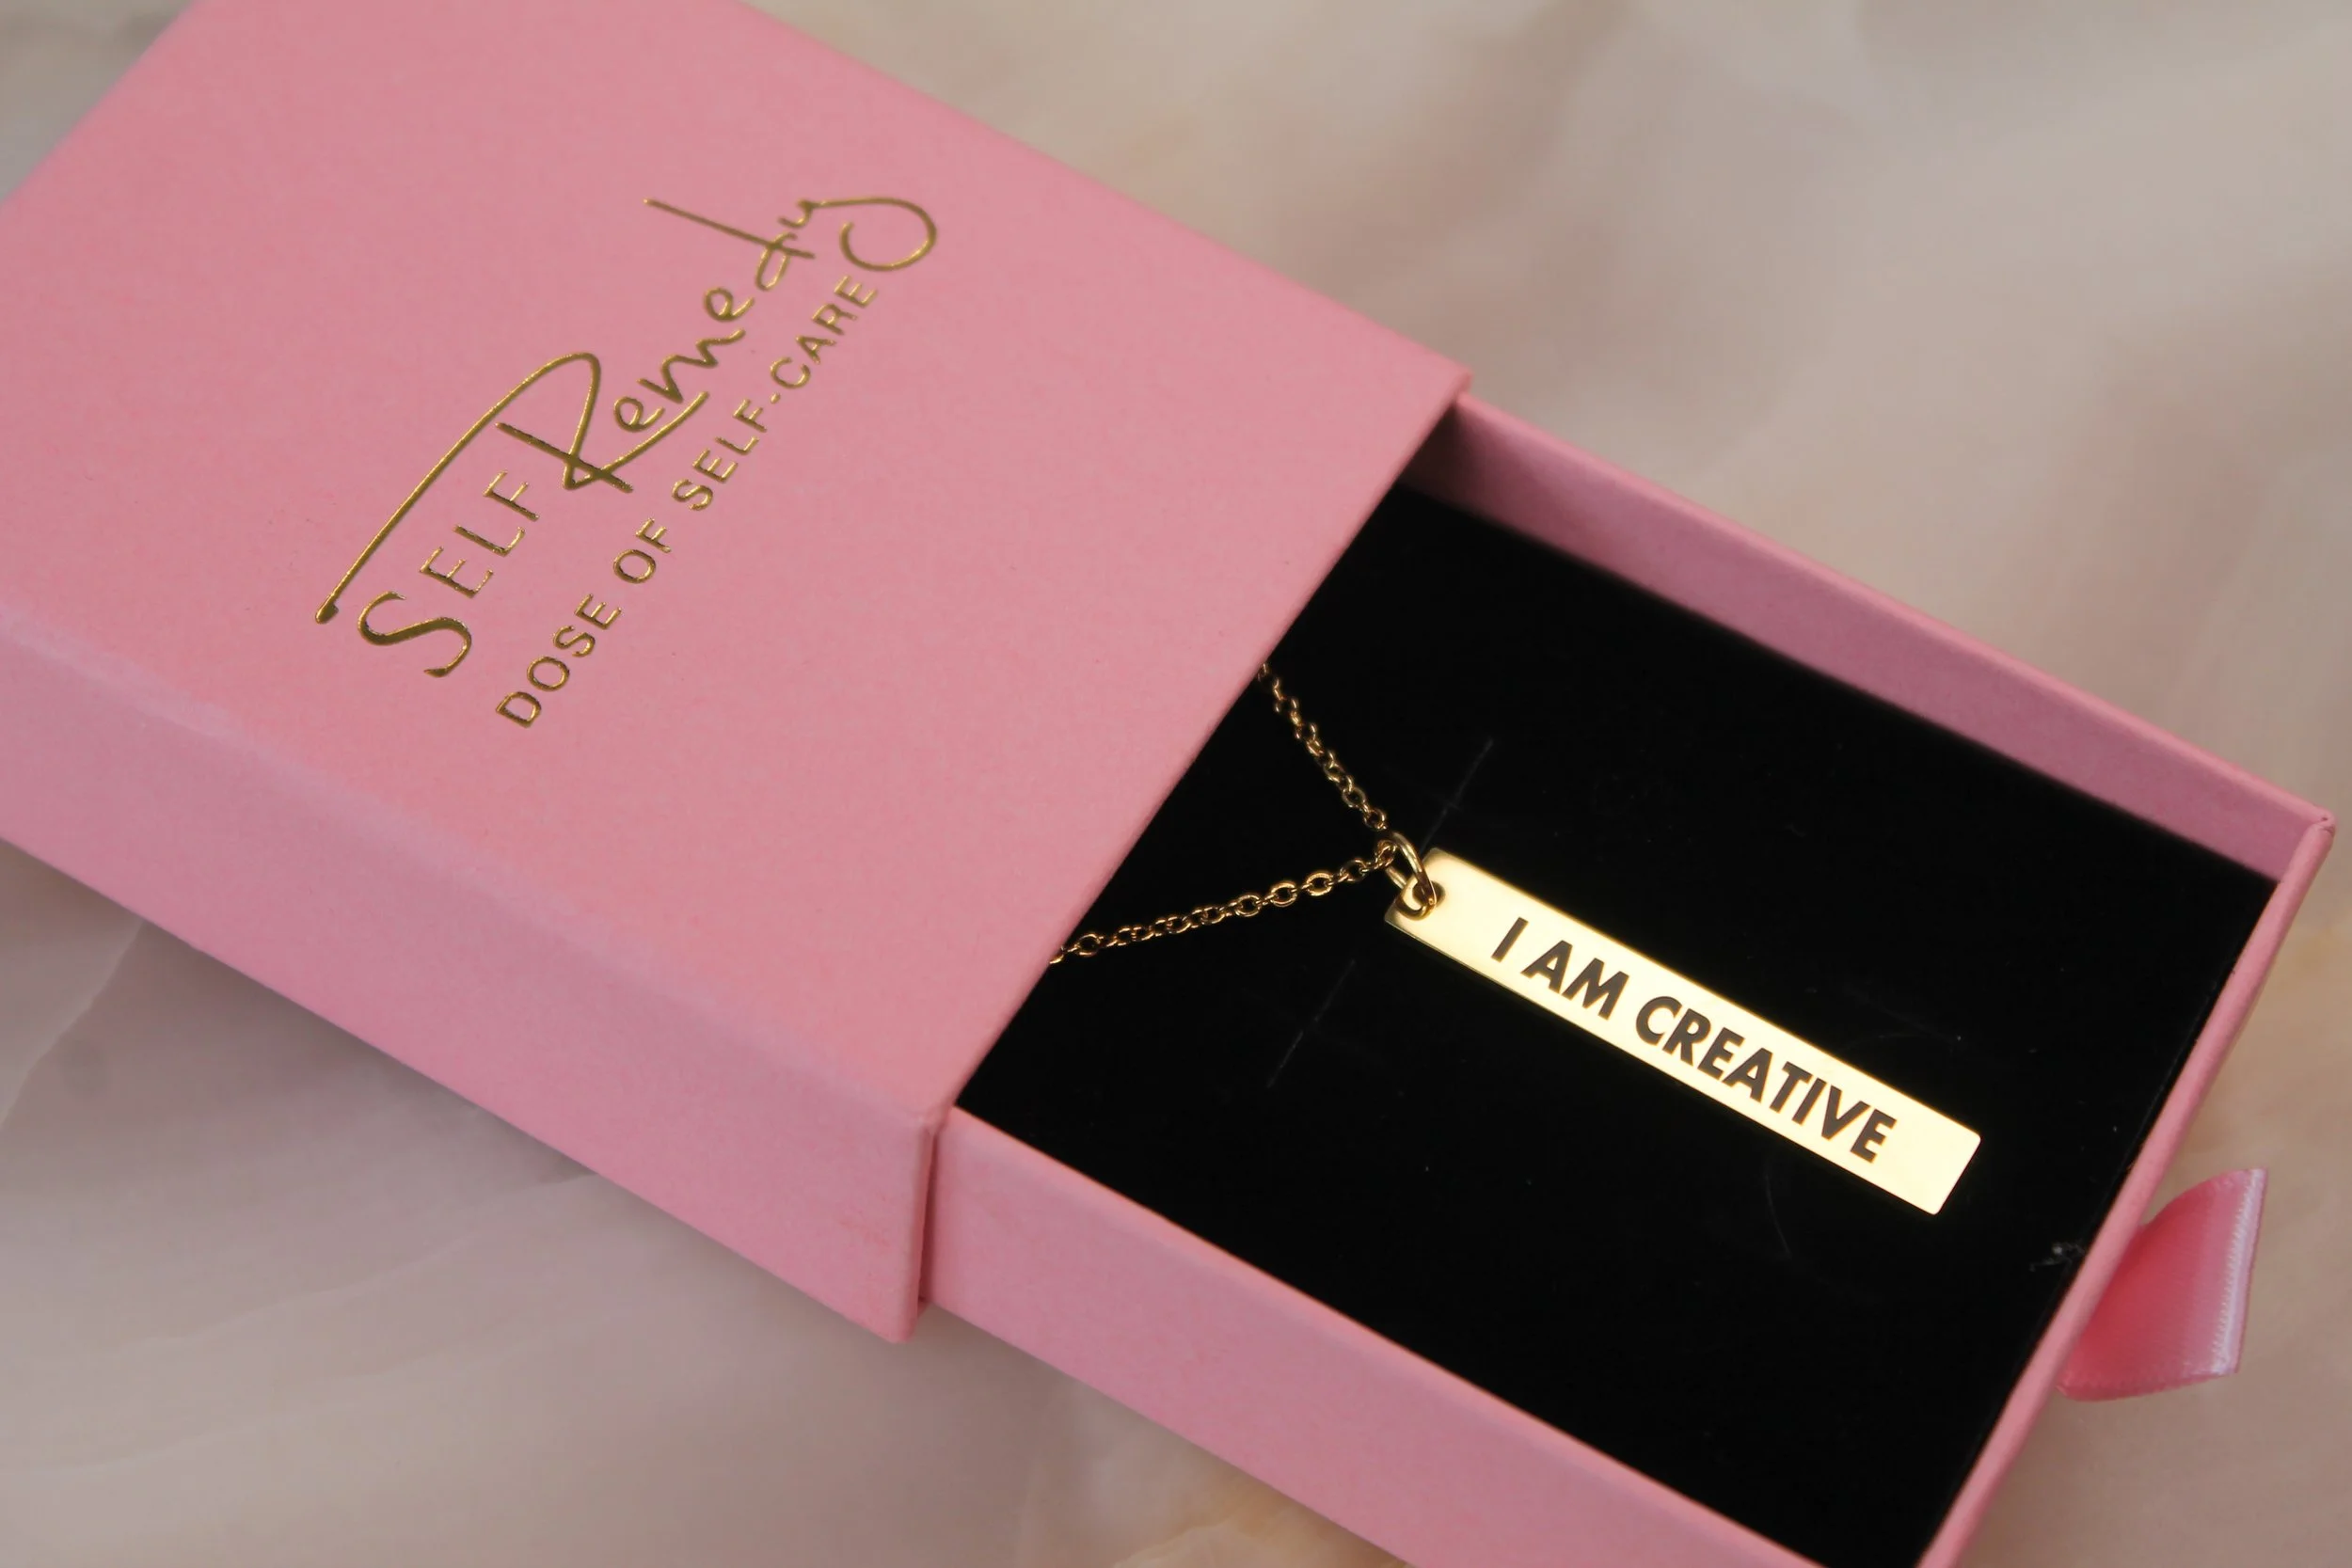 SELF Remedy
DOSE OF SELF-CARE
I AM CREATIVE